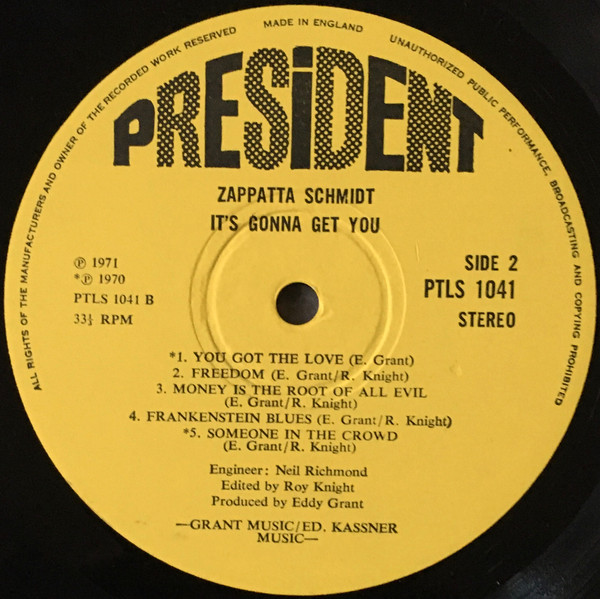 ALL RIGHTS OF THE MANUFACTURERS AND OWNER OF THE RECORDED WORK RESERVED
MADE IN ENGLAND
UNAUTHORIZED PUBLIC PERFORMANCE, BROADCASTING AND COPYING PROHIBITED
PRESiDENT
ZAPPATTA SCHMIDT
IT'S GONNA GET YOU
℗ 1971
*℗ 1970
PTLS 1041 B
33⅓ RPM
SIDE 2
PTLS 1041
STEREO
*1. YOU GOT THE LOVE (E. Grant)
2. FREEDOM (E. Grant/R. Knight)
3. MONEY IS THE ROOT OF ALL EVIL
(E. Grant/R. Knight)
4. FRANKENSTEIN BLUES (E. Grant/R. Knight)
*5. SOMEONE IN THE CROWD
(E. Grant/R. Knight)
Engineer: Neil Richmond
Edited by Roy Knight
Produced by Eddy Grant
—GRANT MUSIC/ED. KASSNER
MUSIC—